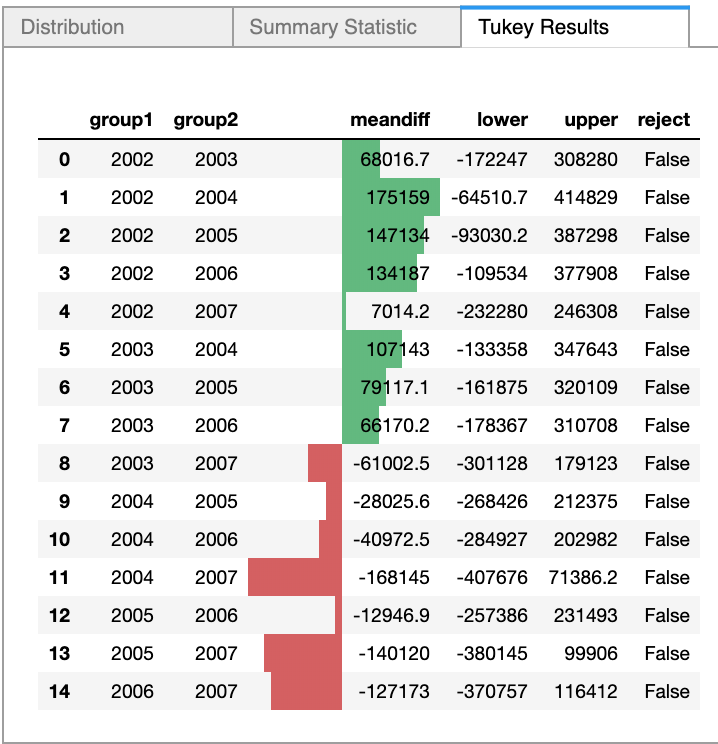 Distribution Summary Statistic Tukey Results
group1 group2 meandiff lower upper reject
0 2002 2003 68016.7 -172247 308280 False
1 2002 2004 175159 -64510.7 414829 False
2 2002 2005 147134 -93030.2 387298 False
3 2002 2006 134187 -109534 377908 False
4 2002 2007 7014.2 -232280 246308 False
5 2003 2004 107143 -133358 347643 False
6 2003 2005 79117.1 -161875 320109 False
7 2003 2006 66170.2 -178367 310708 False
8 2003 2007 -61002.5 -301128 179123 False
9 2004 2005 -28025.6 -268426 212375 False
10 2004 2006 -40972.5 -284927 202982 False
11 2004 2007 -168145 -407676 71386.2 False
12 2005 2006 -12946.9 -257386 231493 False
13 2005 2007 -140120 -380145 99906 False
14 2006 2007 -127173 -370757 116412 False